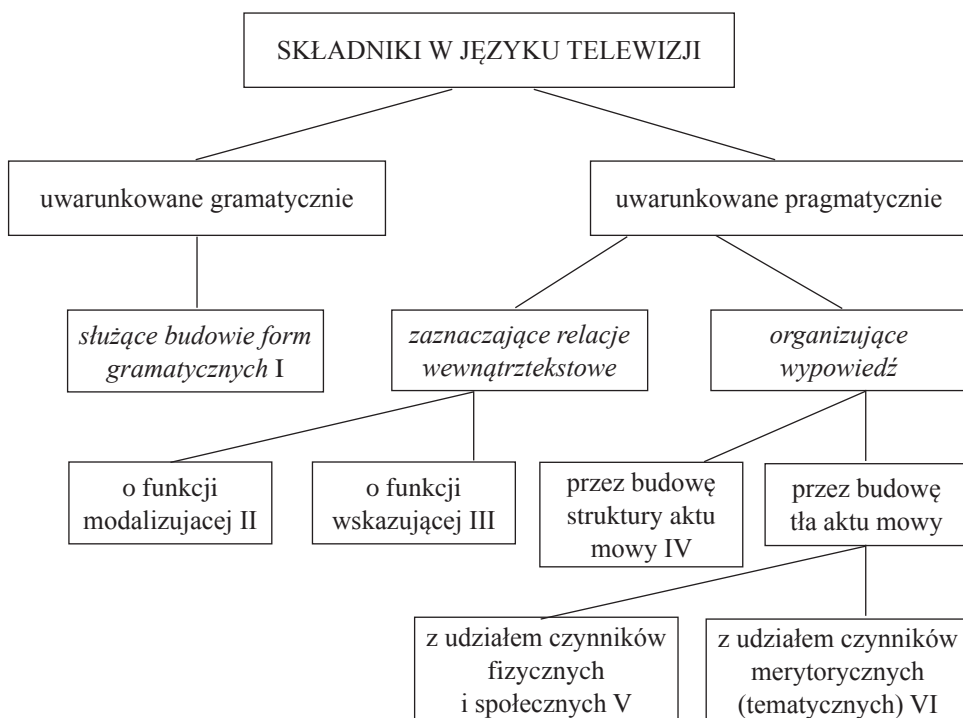 SKŁADNIKI W JĘZYKU TELEWIZJI
uwarunkowane gramatycznie
uwarunkowane pragmatycznie
służące budowie form
gramatycznych I
zaznaczające relacje
wewnątrztekstowe
organizujące
wypowiedź
o funkcji
modalizujacej II
o funkcji
wskazującej III
przez budowę
struktury aktu
mowy IV
przez budowę
tła aktu mowy
z udziałem czynników
fizycznych
i społecznych V
z udziałem czynników
merytorycznych
(tematycznych) VI